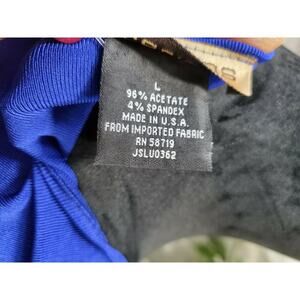 L
96% ACETATE
4% SPANDEX
MADE IN U.S.A.
FROM IMPORTED FABRIC
RN 58719
JSLU0362